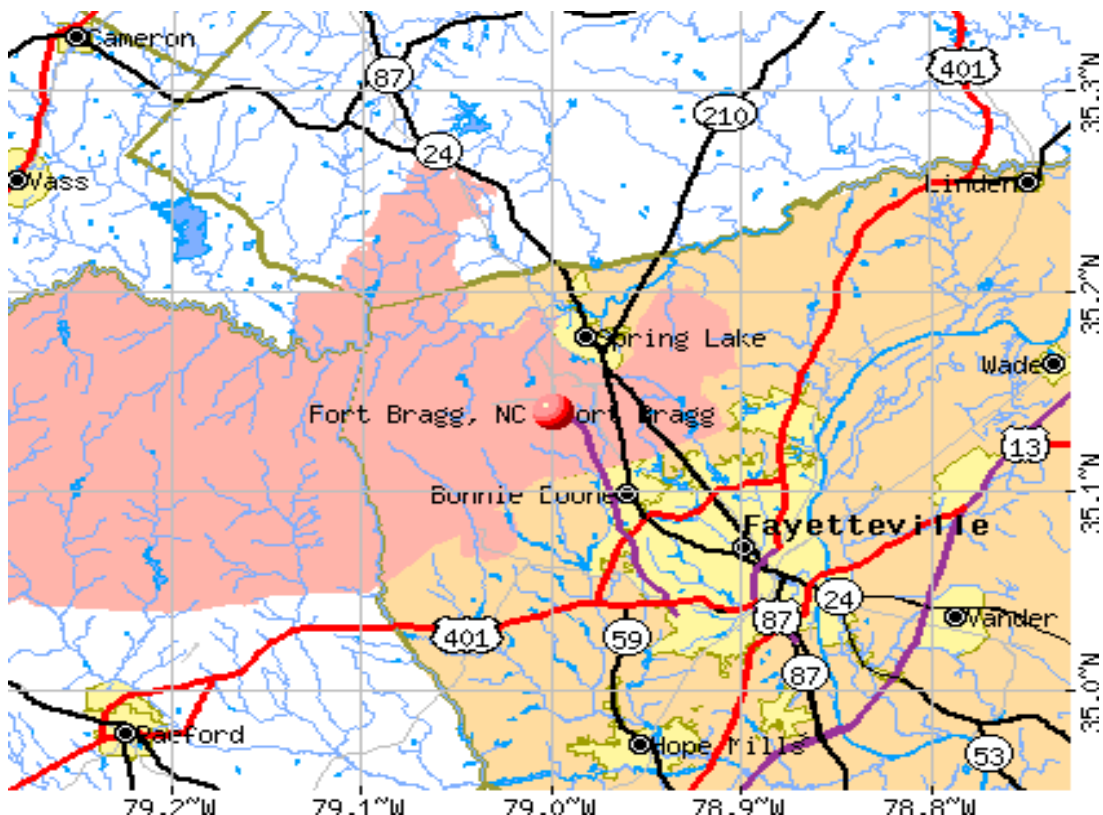 Cameron
87
401
210
24
Vass
Linden
35.3~N
35.2~N
Spring Lake
Wade
Fort Bragg, NC
ort Bragg
13
Bonnie Doone
35.1~N
Fayetteville
24
87
Vander
401
59
87
35.0~N
Raeford
Hope Mills
53
79.2~W
79.1~W
79.0~W
78.9~W
78.8~W